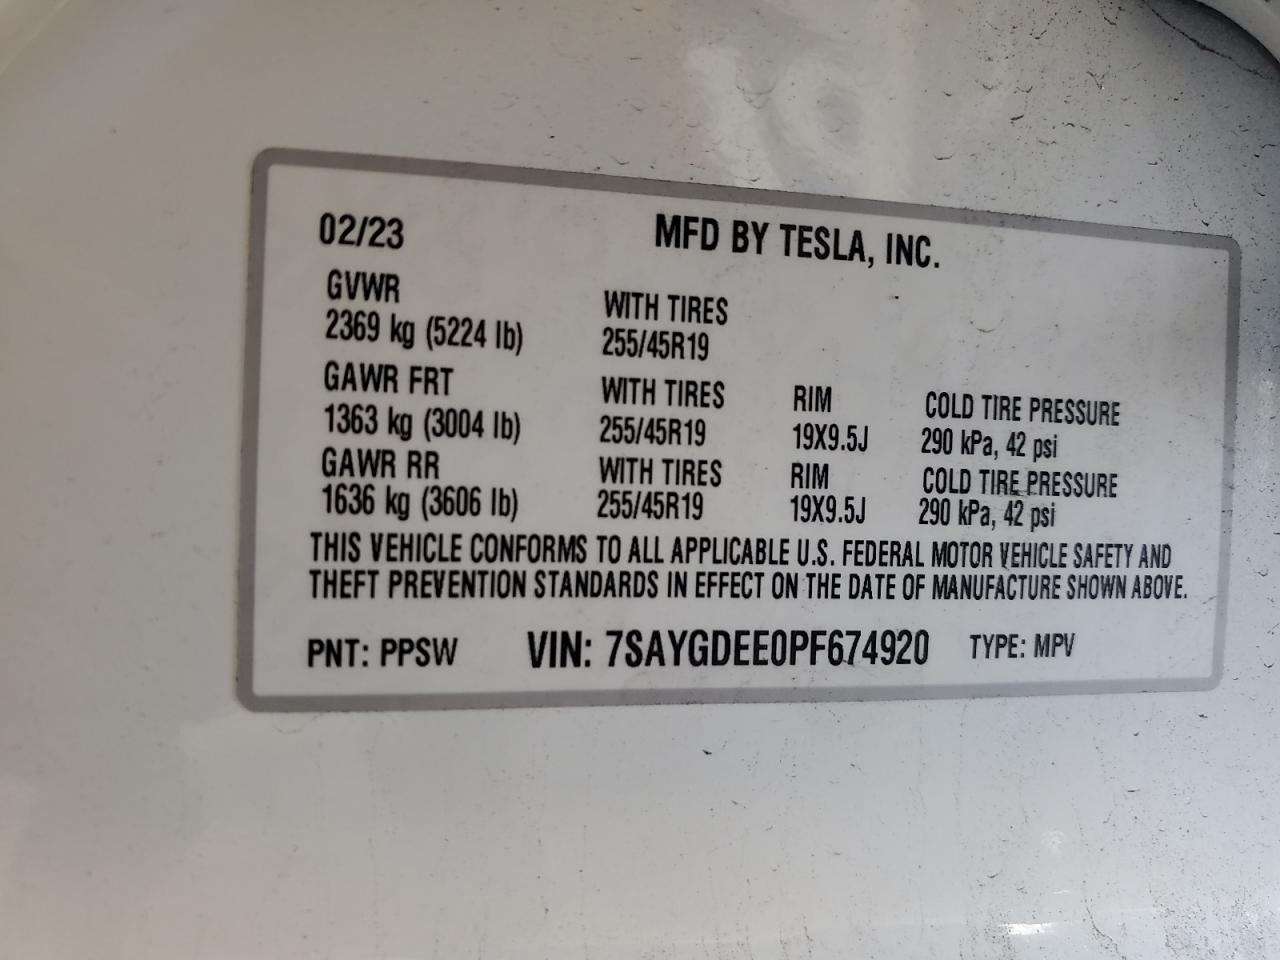 02/23 MFD BY TESLA, INC.
GVWR WITH TIRES
2369 kg (5224 lb) 255/45R19
GAWR FRT WITH TIRES RIM COLD TIRE PRESSURE
1363 kg (3004 lb) 255/45R19 19X9.5J 290 kPa, 42 psi
GAWR RR WITH TIRES RIM COLD TIRE PRESSURE
1636 kg (3606 lb) 255/45R19 19X9.5J 290 kPa, 42 psi
THIS VEHICLE CONFORMS TO ALL APPLICABLE U.S. FEDERAL MOTOR VEHICLE SAFETY AND
THEFT PREVENTION STANDARDS IN EFFECT ON THE DATE OF MANUFACTURE SHOWN ABOVE.
PNT: PPSW VIN: 7SAYGDEE0PF674920 TYPE: MPV